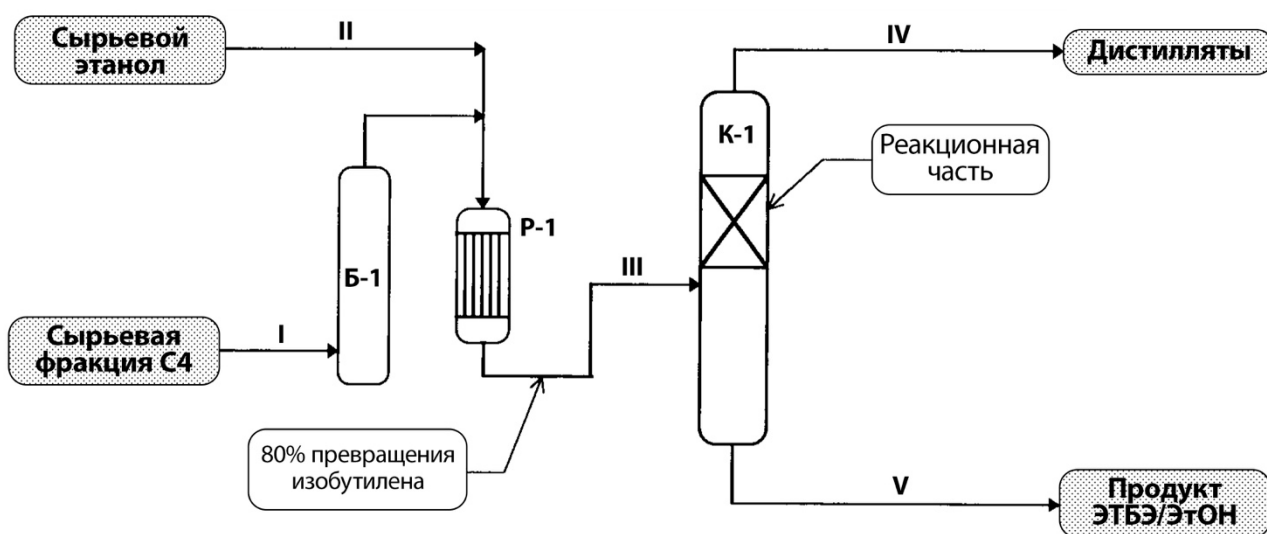 Сырьевой
этанол
II
IV
Дистилляты
К-1
Реакционная
часть
Р-1
Б-1
III
Сырьевая
фракция С4
I
80% превращения
изобутилена
V
Продукт
ЭТБЭ/ЭтОН